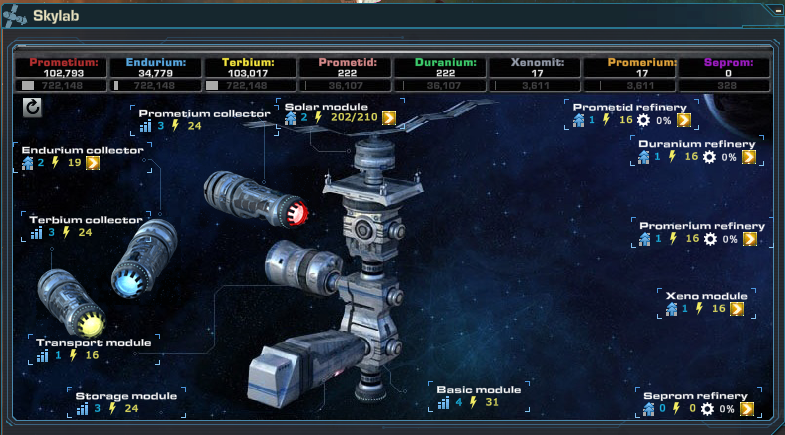 Skylab
Prometium: Endurium: Terbium: Prometid: Duranium: Xenomit: Promerium: Seprom:
102,793 34,779 103,017 222 222 17 17 0
722,148 722,148 722,148 36,107 36,107 3,611 3,611 328
Solar module
2 202/210
Prometium collector
3 24
Prometid refinery
1 16 0%
Endurium collector
2 19
Duranium refinery
1 16 0%
Terbium collector
3 24
Promerium refinery
1 16 0%
Xeno module
1 16
Transport module
1 16
Storage module
3 24
Basic module
4 31
Seprom refinery
0 0 0%